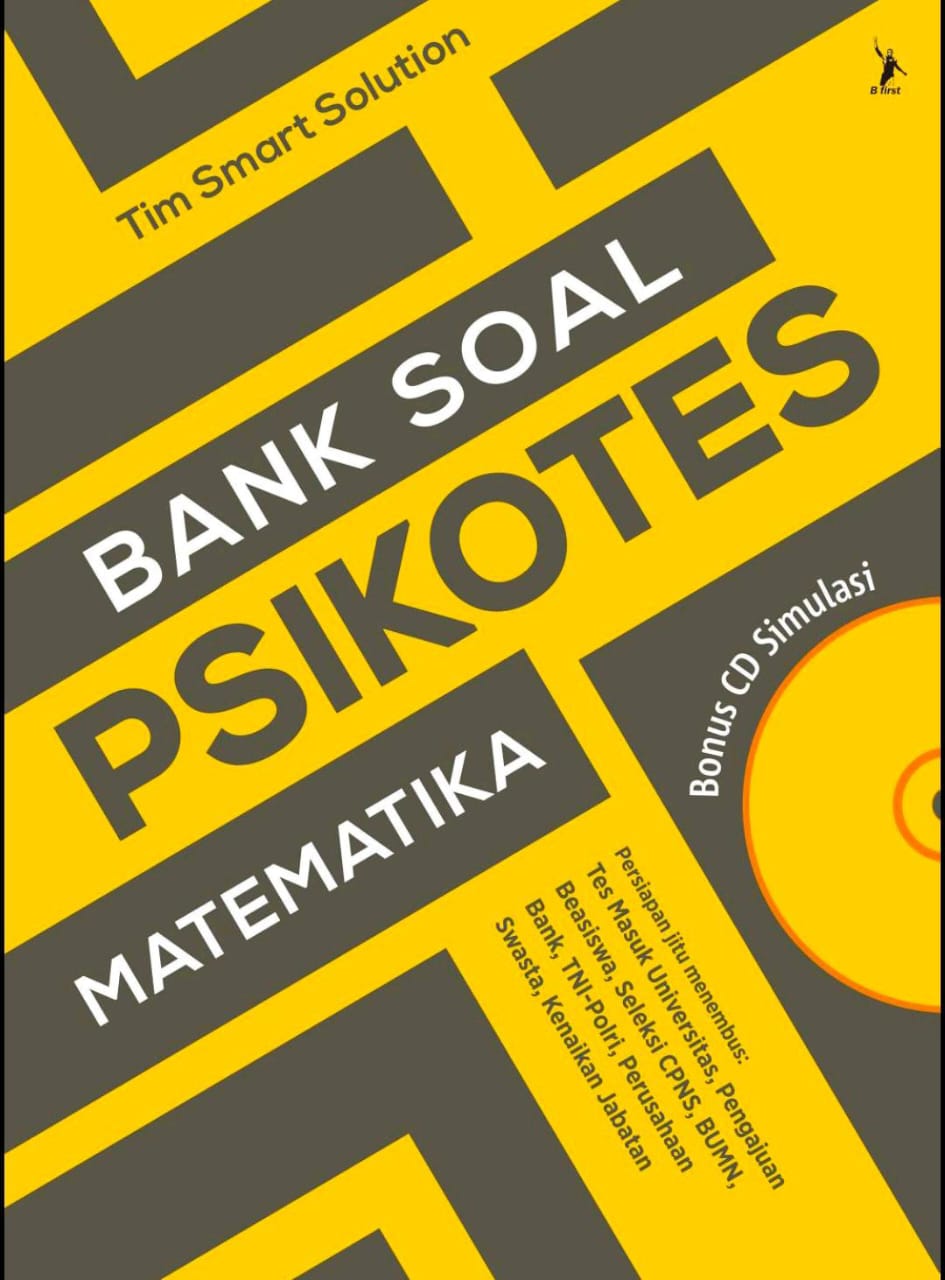 Tim Smart Solution
B first
BANK SOAL
PSIKOTES
MATEMATIKA
Bonus CD Simulasi
Persiapan jitu menembus:
Tes Masuk Universitas, Pengajuan
Beasiswa, Seleksi CPNS, BUMN,
Bank, TNI-Polri, Perusahaan
Swasta, Kenaikan Jabatan